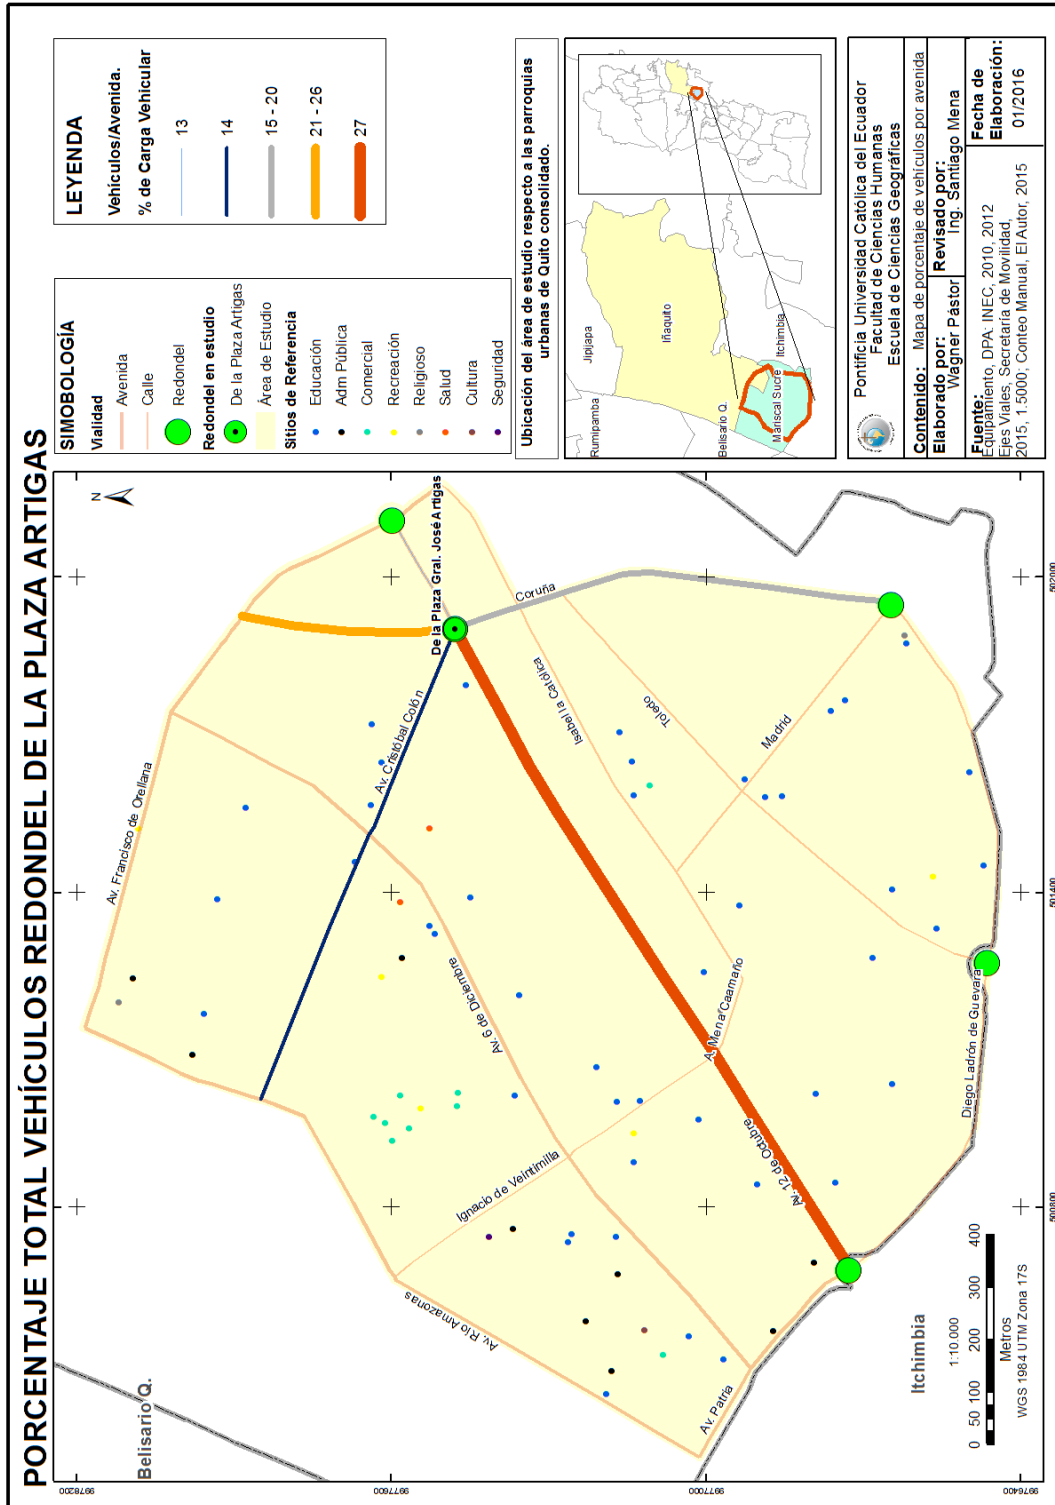 PORCENTAJE TOTAL VEHÍCULOS REDONDEL DE LA PLAZA ARTIGAS
Belisario Q.
Itchimbia
N
Av. Francisco de Orellana
Av. Cristóbal Colón
De la Plaza Gral. José Artigas
Coruña
Isabel la Católica
Toledo
Madrid
Av. 6 de Diciembre
A. Mena Caamaño
Diego Ladrón de Guevara
Av. 12 de Octubre
Ignacio de Veintimilla
Av. Río Amazonas
Av. Patria
9978200
9977600
9977000
9976400
502000
501400
500800
1:10.000
0 50 100 200 300 400
Metros
WGS 1984 UTM Zona 17S
SIMOBOLOGÍA
Vialidad
Avenida
Calle
Redondel
Redondel en estudio
De la Plaza Artigas
Área de Estudio
Sitios de Referencia
Educación
Adm Pública
Comercial
Recreación
Religioso
Salud
Cultura
Seguridad
LEYENDA
Vehículos/Avenida.
% de Carga Vehicular
13
14
15 - 20
21 - 26
27
Ubicación del área de estudio respecto a las parroquias
urbanas de Quito consolidado.
Jipijapa
Rumipamba
Iñaquito
Belisario Q.
Mariscal Sucre
Itchimbía
Pontificia Universidad Católica del Ecuador
Facultad de Ciencias Humanas
Escuela de Ciencias Geográficas
Contenido: Mapa de porcentaje de vehículos por avenida
Elaborado por:
Wagner Pástor
Revisado por:
Ing. Santiago Mena
Fuente:
Equipamiento, DPA: INEC, 2010, 2012
Ejes Viales, Secretaría de Movilidad,
2015, 1:5000; Conteo Manual, El Autor, 2015
Fecha de
Elaboración:
01/2016